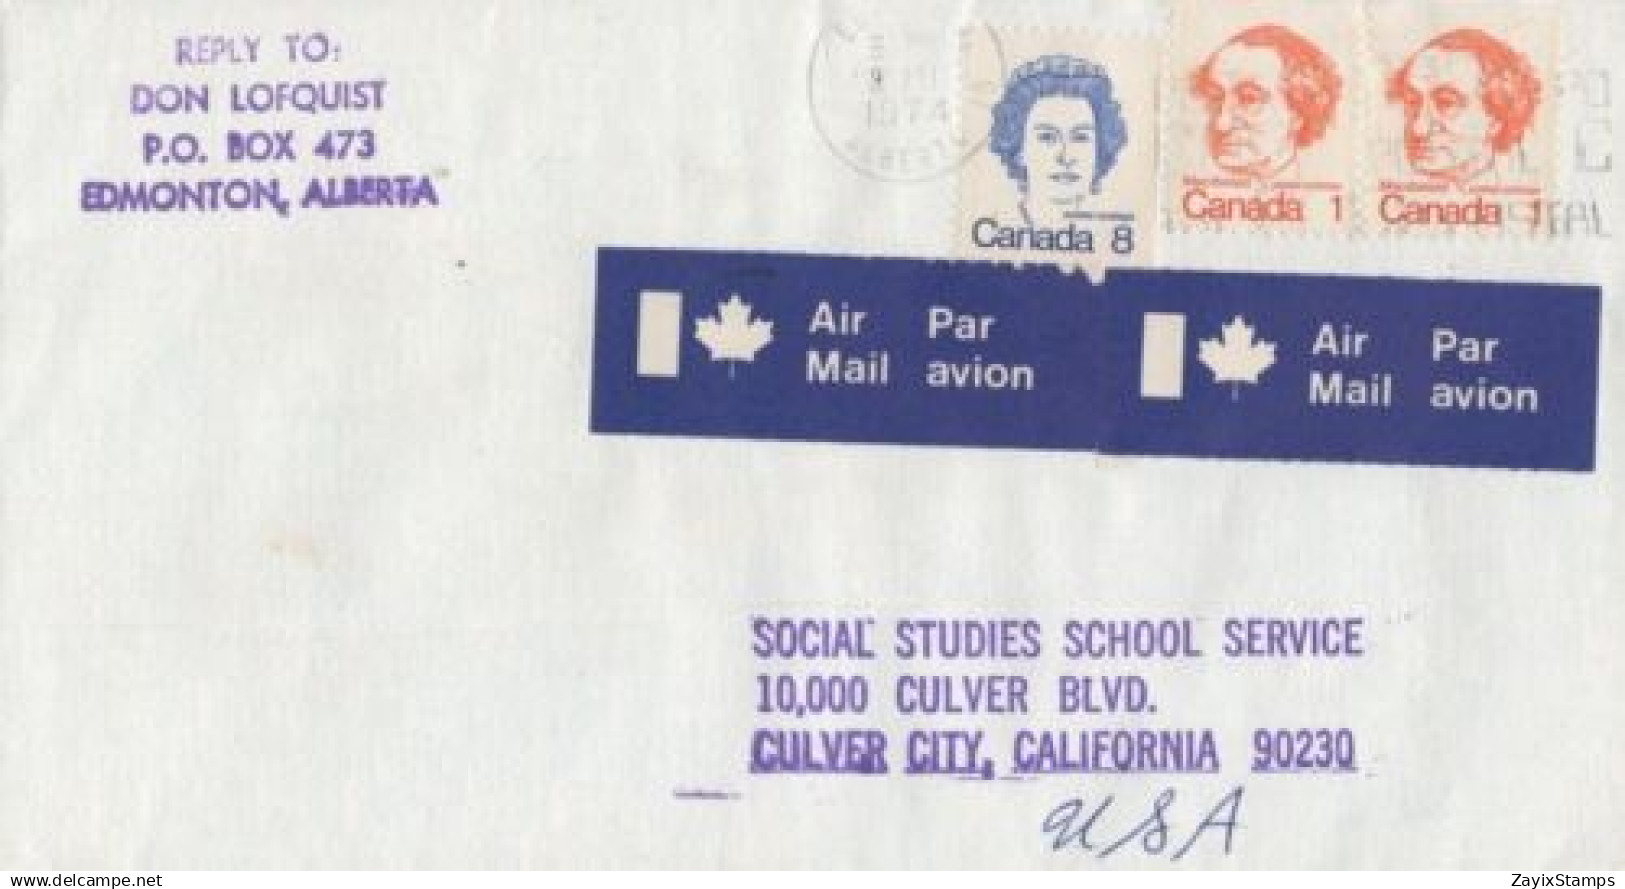 REPLY TO:
DON LOFQUIST
P.O. BOX 473
EDMONTON, ALBERTA
1974
Canada 8
Canada 1
Canada 1
Air Mail
Par avion
Air Mail
Par avion
SOCIAL STUDIES SCHOOL SERVICE
10,000 CULVER BLVD.
CULVER CITY, CALIFORNIA 90230
USA
delcampe.net
ZayixStamps